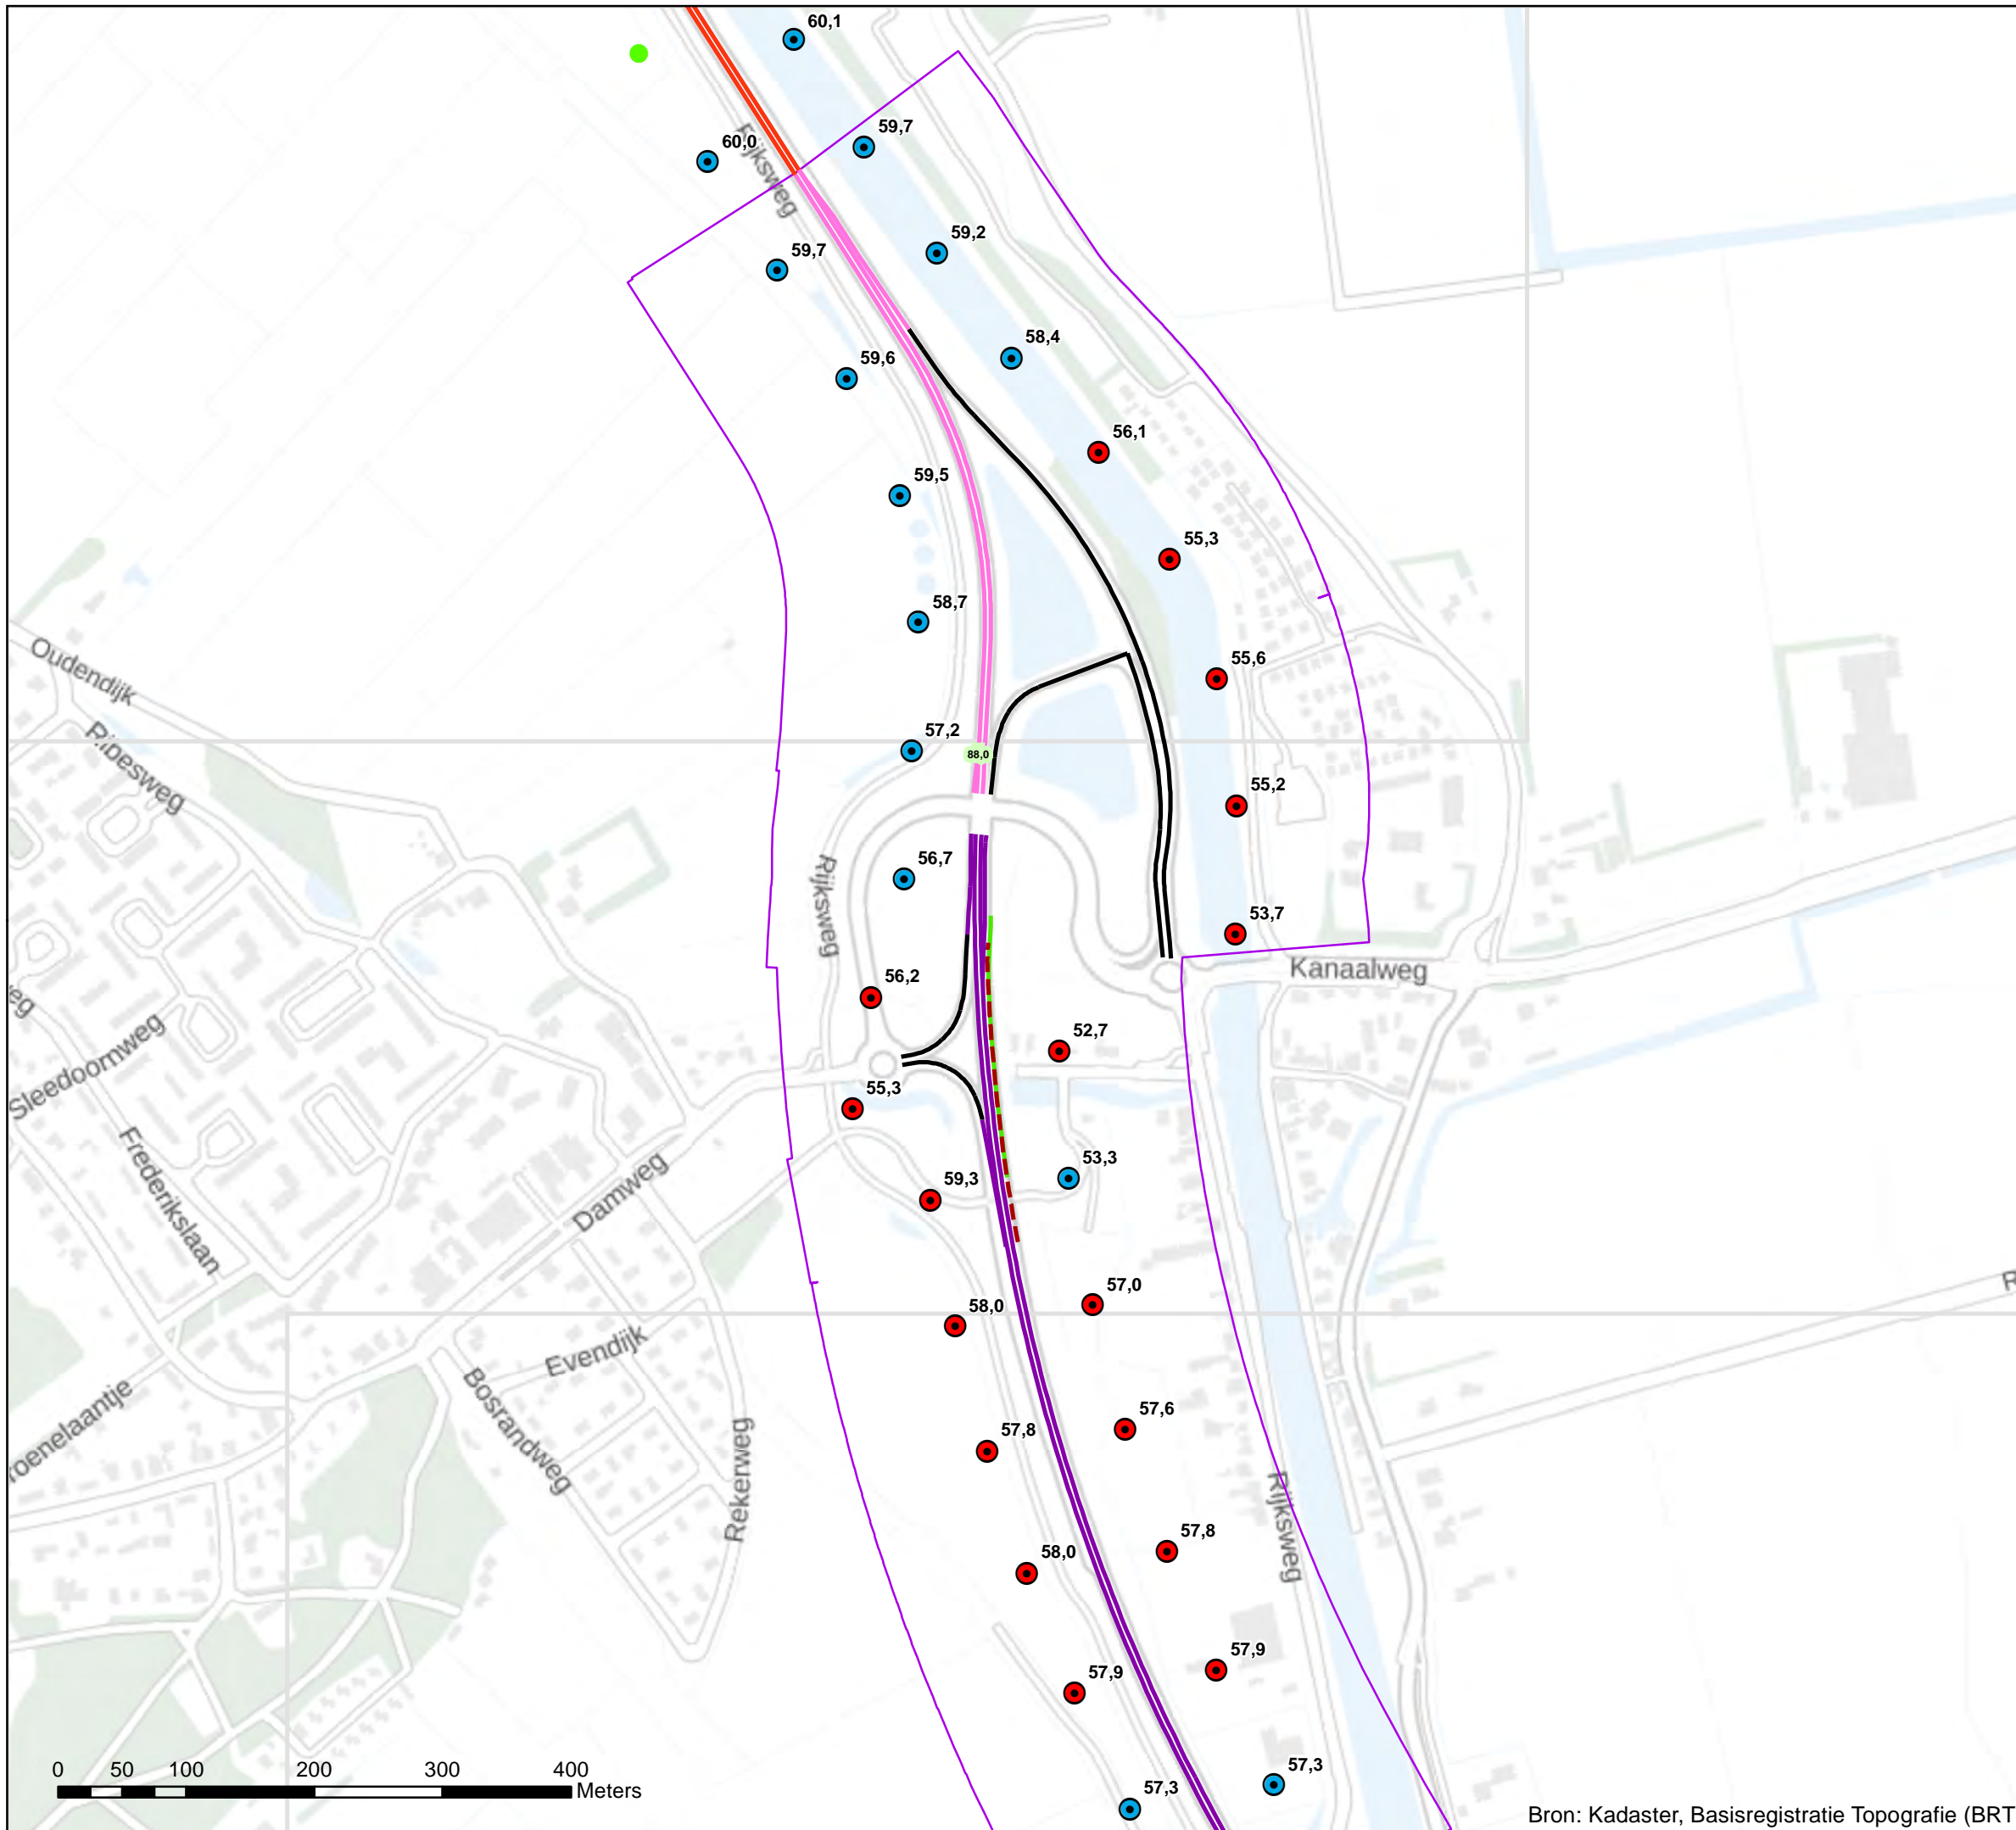 60,1
59,7
60,0
Rijksweg
59,2
59,7
58,4
59,6
56,1
59,5
55,3
58,7
55,6
Oudendijk
Ribesweg
57,2
88,0
55,2
56,7
Rijksweg
53,7
Kanaalweg
56,2
eg
Sleedoornweg
52,7
55,3
Frederikslaan
Damweg
53,3
59,3
R
57,0
58,0
Evendijk
Bosrandweg
roenelaantje
57,6
57,8
Rekerweg
Rijksweg
57,8
58,0
57,9
57,9
57,3
57,3
0 50 100 200 300 400
Meters
Bron: Kadaster, Basisregistratie Topografie (BRT